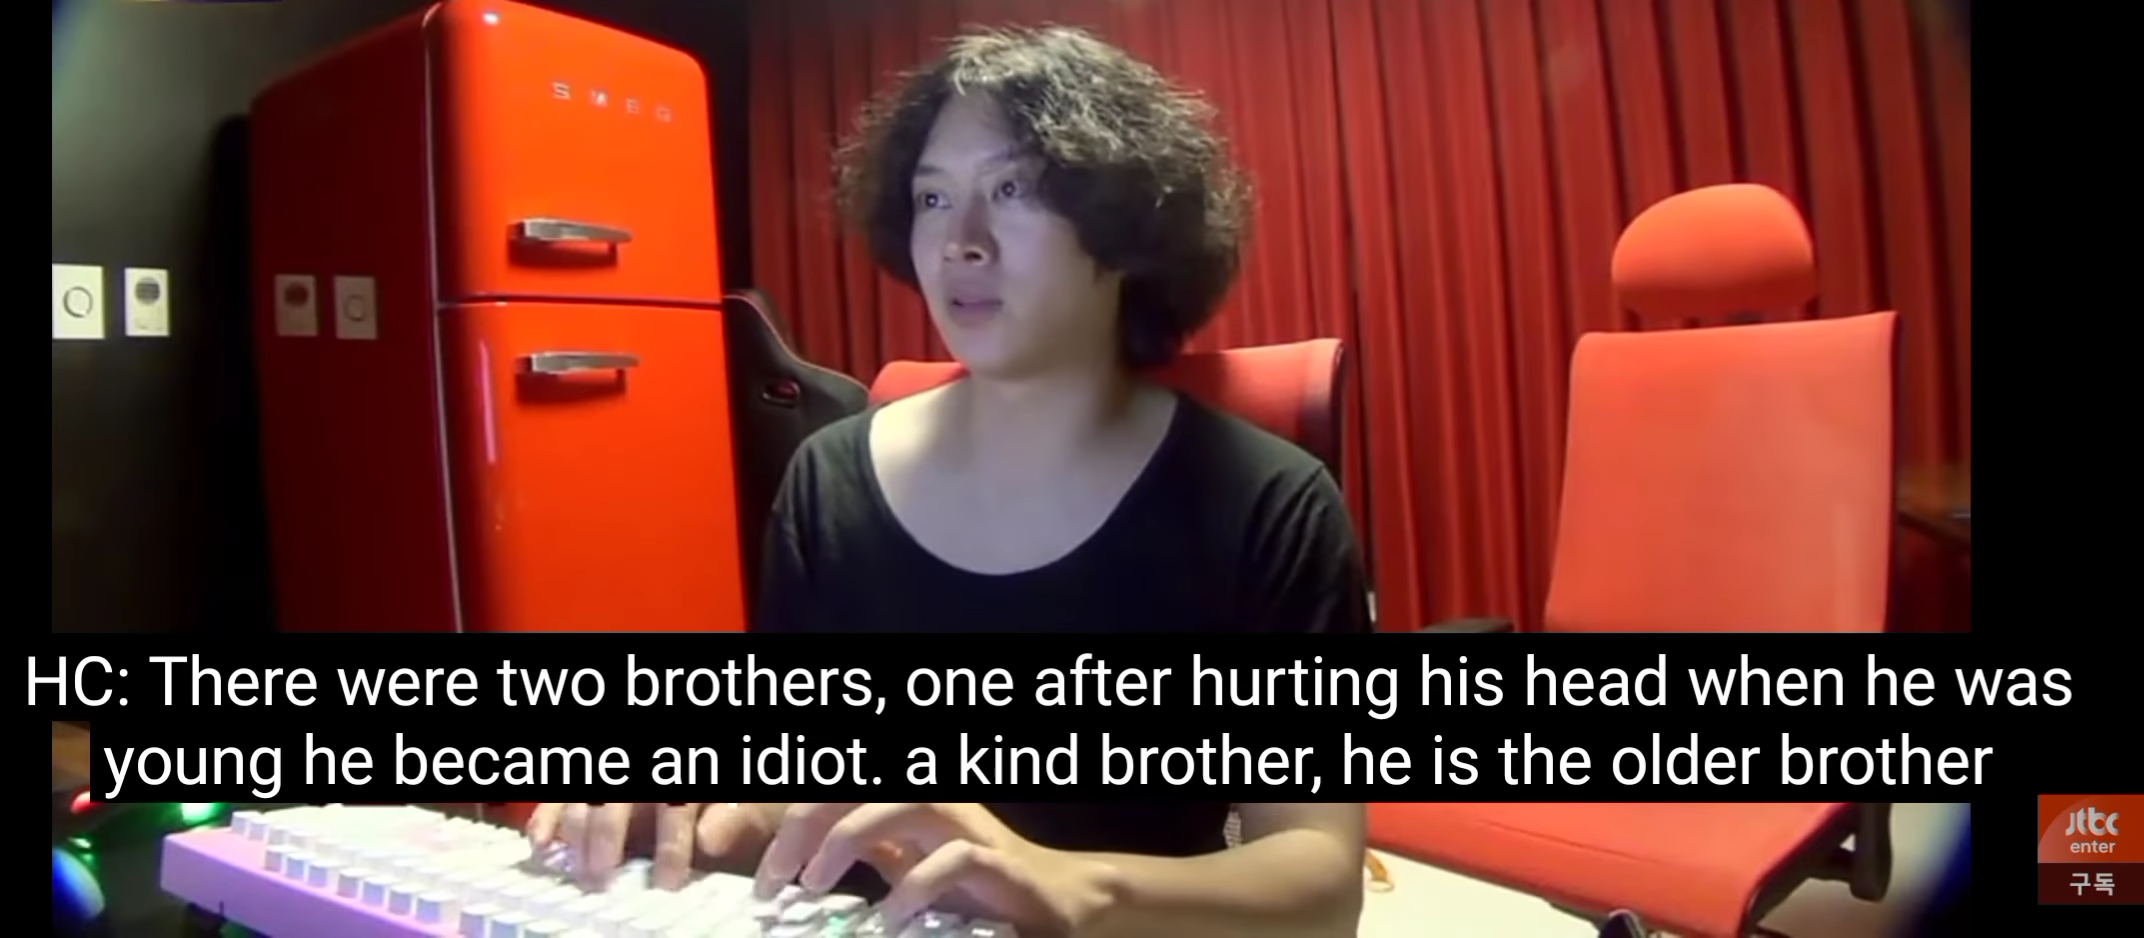 SMEG
HC: There were two brothers, one after hurting his head when he was
young he became an idiot. a kind brother, he is the older brother
jtbc
enter
구독